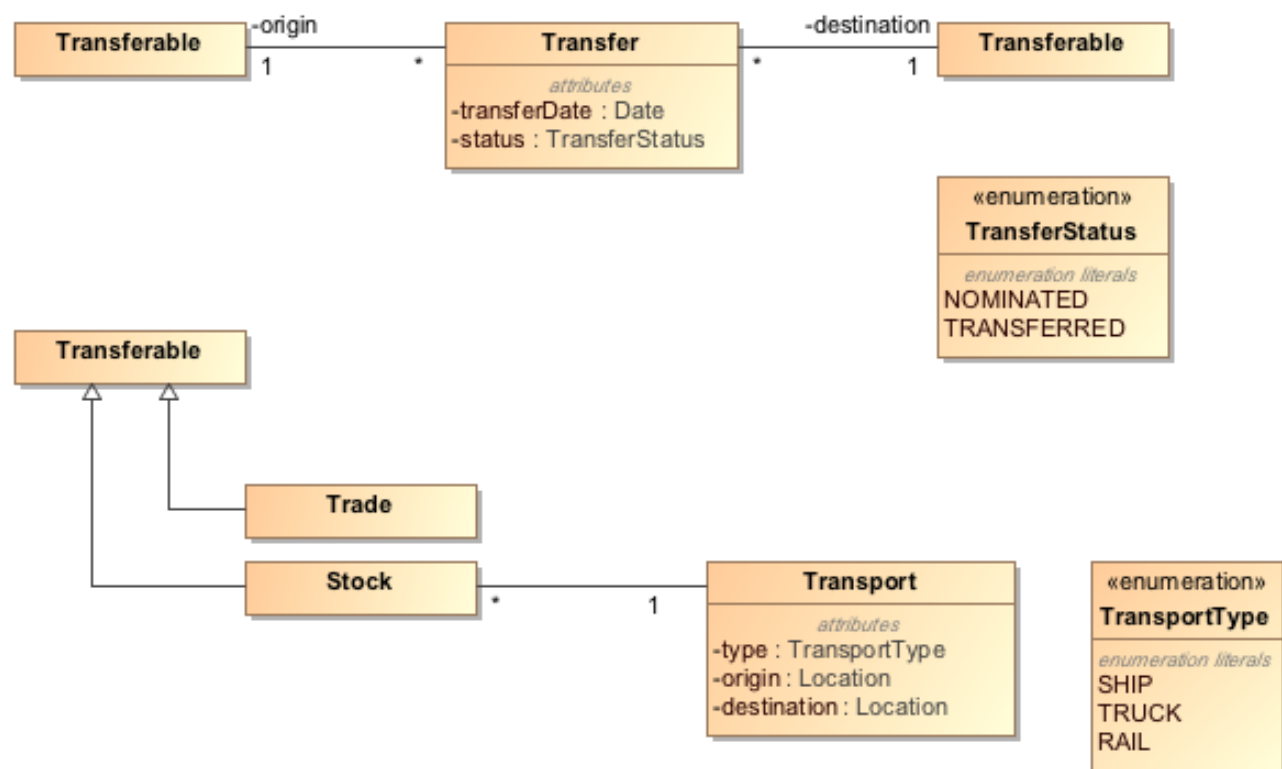 Transferable
-origin
1
*
Transfer
attributes
-transferDate : Date
-status : TransferStatus
-destination
*
1
Transferable
«enumeration»
TransferStatus
enumeration literals
NOMINATED
TRANSFERRED
Transferable
Trade
Stock
*
1
Transport
attributes
-type : TransportType
-origin : Location
-destination : Location
«enumeration»
TransportType
enumeration literals
SHIP
TRUCK
RAIL